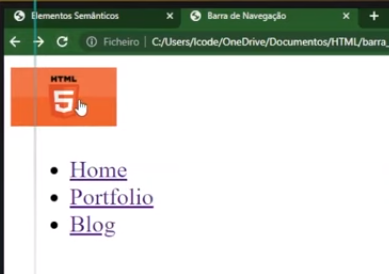 Elementos Semânticos
Barra de Navegação
Ficheiro
C:/Users/Icode/OneDrive/Documentos/HTML/barra_
HTML
5
Home
Portfolio
Blog